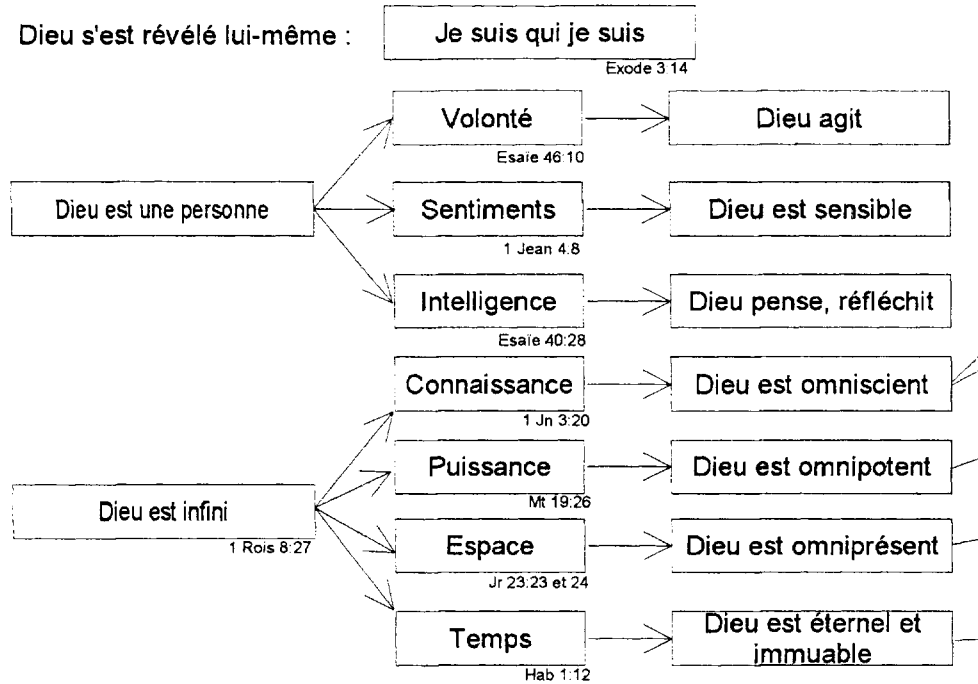 Dieu s'est révélé lui-même :
Je suis qui je suis
Exode 3:14
Volonté
Dieu agit
Esaïe 46:10
Dieu est une personne
Sentiments
Dieu est sensible
1 Jean 4:8
Intelligence
Dieu pense, réfléchit
Esaïe 40:28
Connaissance
Dieu est omniscient
1 Jn 3:20
Puissance
Dieu est omnipotent
Mt 19:26
Dieu est infini
1 Rois 8:27
Espace
Dieu est omniprésent
Jr 23:23 et 24
Temps
Dieu est éternel et
immuable
Hab 1:12